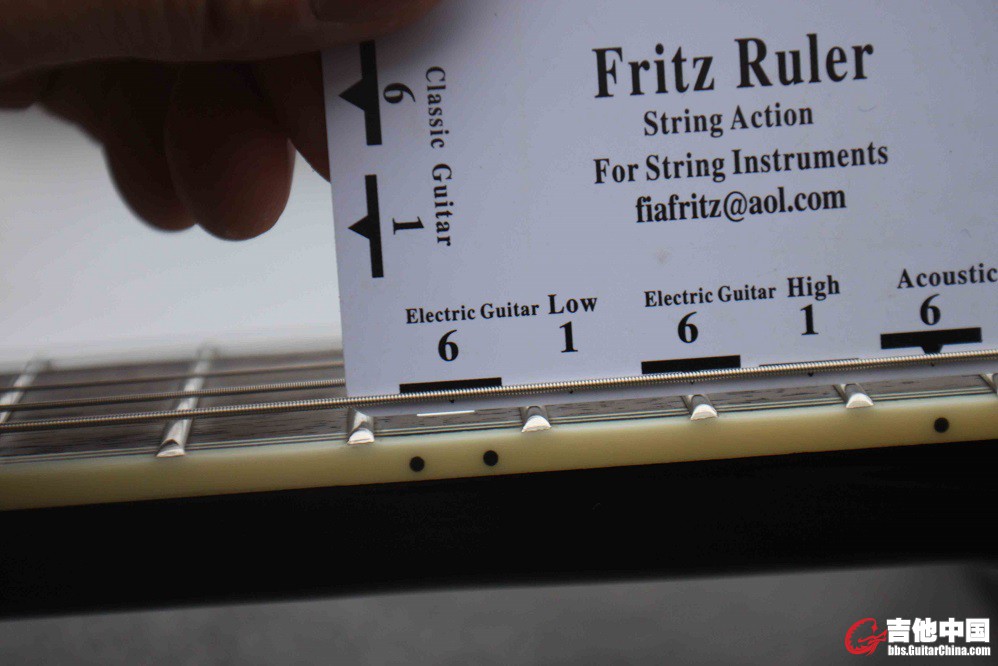 Fritz Ruler
String Action
For String Instruments
fiafritz@aol.com
Classic Guitar
6
1
Electric Guitar Low
6 1
Electric Guitar High
6 1
Acoustic
6
吉他中国
bbs.GuitarChina.com